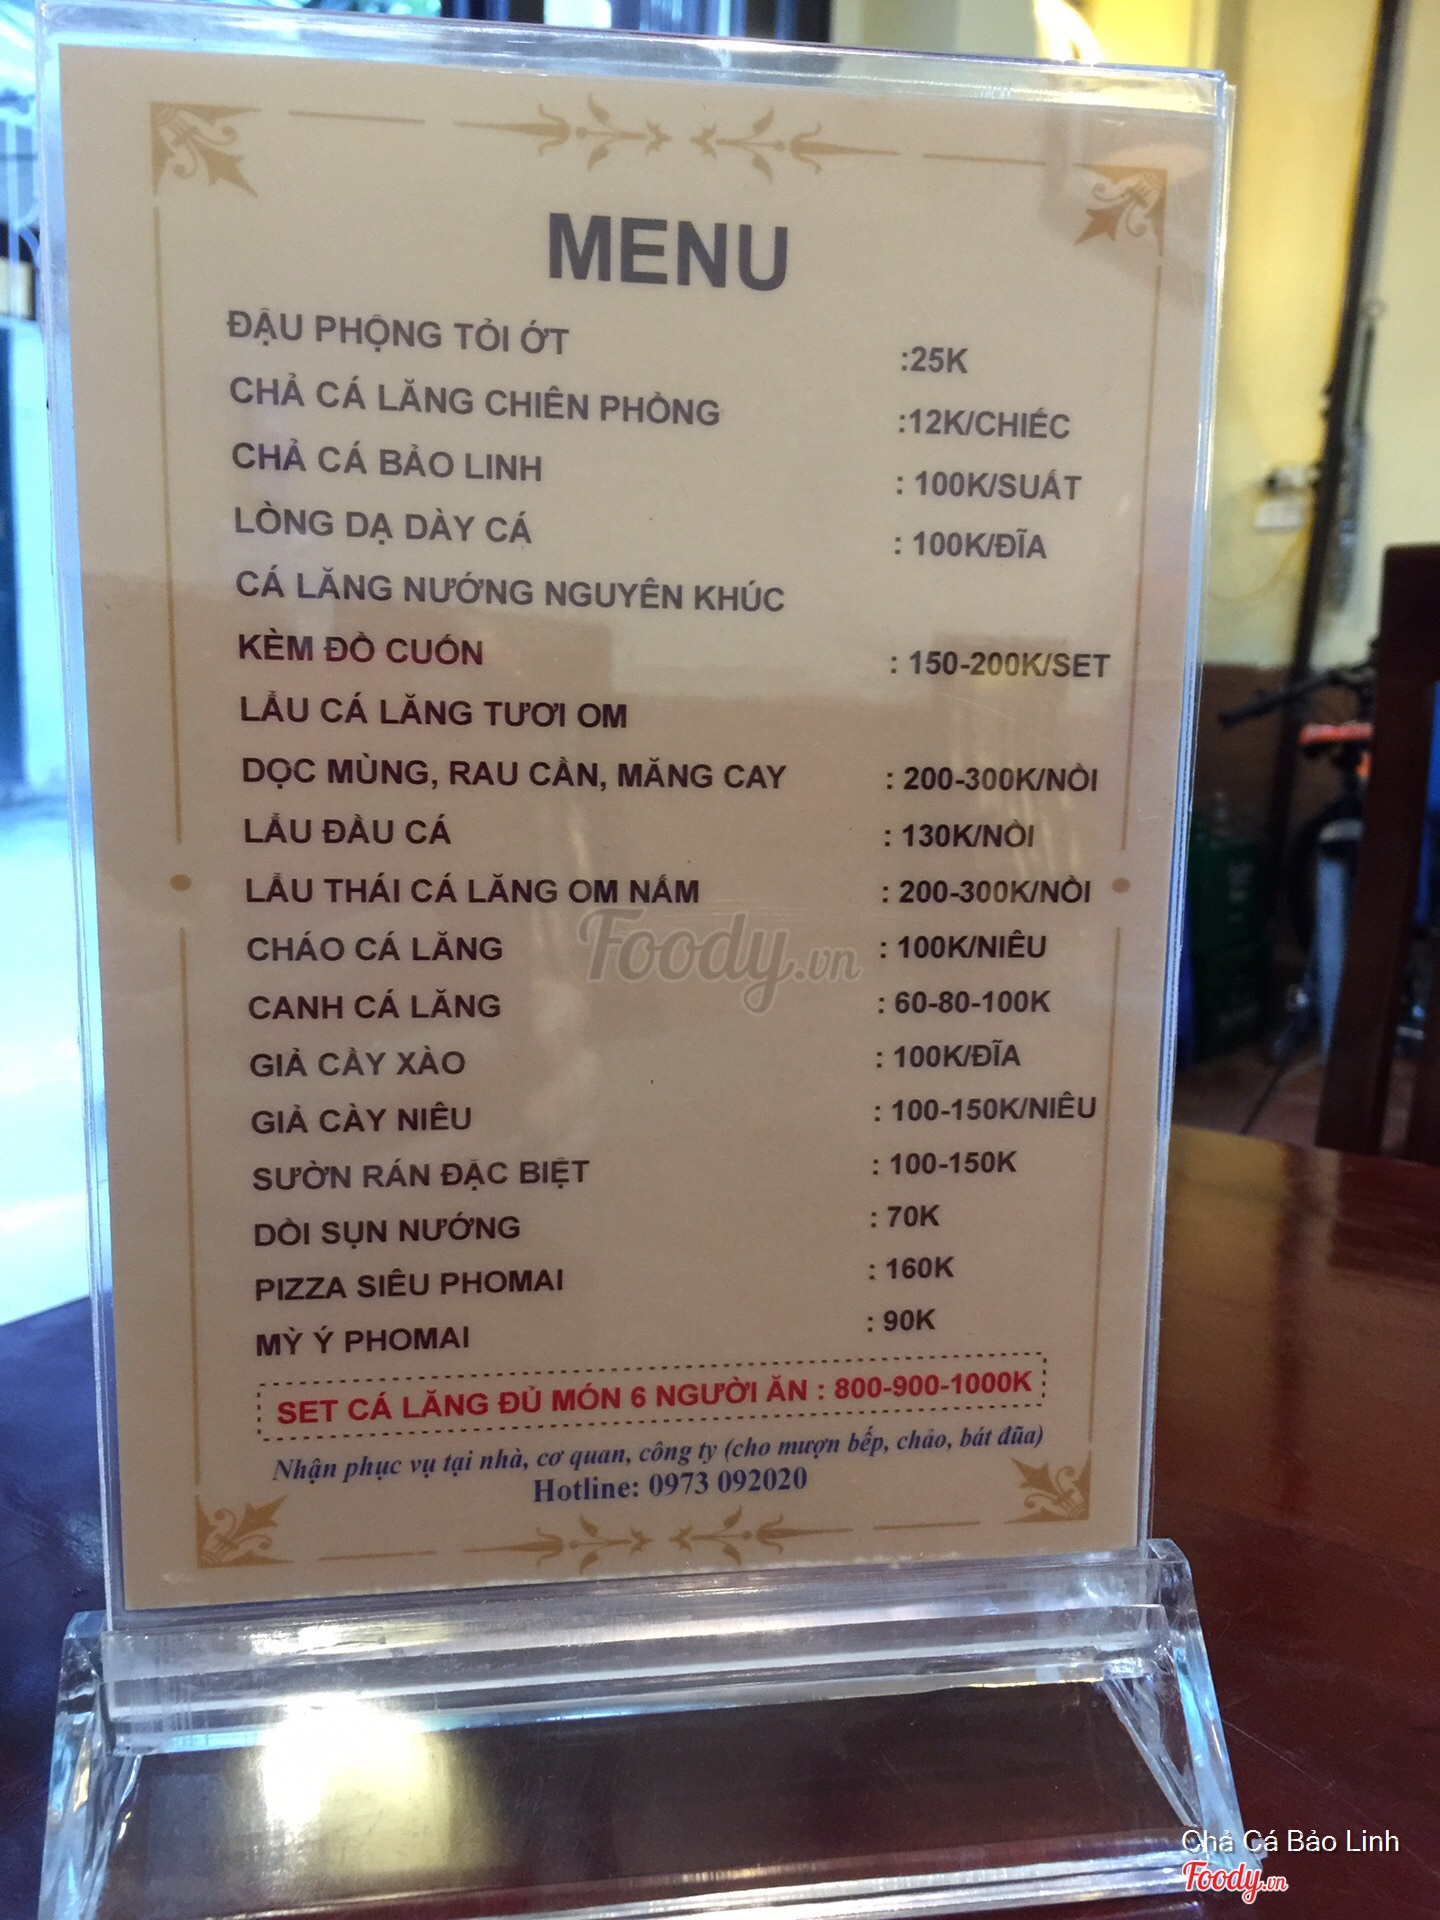 MENU
ĐẬU PHỘNG TỎI ỚT :25K
CHẢ CÁ LĂNG CHIÊN PHỒNG :12K/CHIẾC
CHẢ CÁ BẢO LINH : 100K/SUẤT
LÒNG DẠ DÀY CÁ : 100K/ĐĨA
CÁ LĂNG NƯỚNG NGUYÊN KHÚC
KÈM ĐỒ CUỐN : 150-200K/SET
LẨU CÁ LĂNG TƯƠI OM
DỌC MÙNG, RAU CẦN, MĂNG CAY : 200-300K/NỒI
LẨU ĐẦU CÁ : 130K/NỒI
LẨU THÁI CÁ LĂNG OM NẤM : 200-300K/NỒI
CHÁO CÁ LĂNG : 100K/NIÊU
CANH CÁ LĂNG : 60-80-100K
GIẢ CẦY XÀO : 100K/ĐĨA
GIẢ CẦY NIÊU : 100-150K/NIÊU
SƯỜN RÁN ĐẶC BIỆT : 100-150K
DỒI SỤN NƯỚNG : 70K
PIZZA SIÊU PHOMAI : 160K
MỲ Ý PHOMAI : 90K
SET CÁ LĂNG ĐỦ MÓN 6 NGƯỜI ĂN : 800-900-1000K
Nhận phục vụ tại nhà, cơ quan, công ty (cho mượn bếp, chảo, bát đũa)
Hotline: 0973 092020
Foody.vn
Chả Cá Bảo Linh
Foody.vn